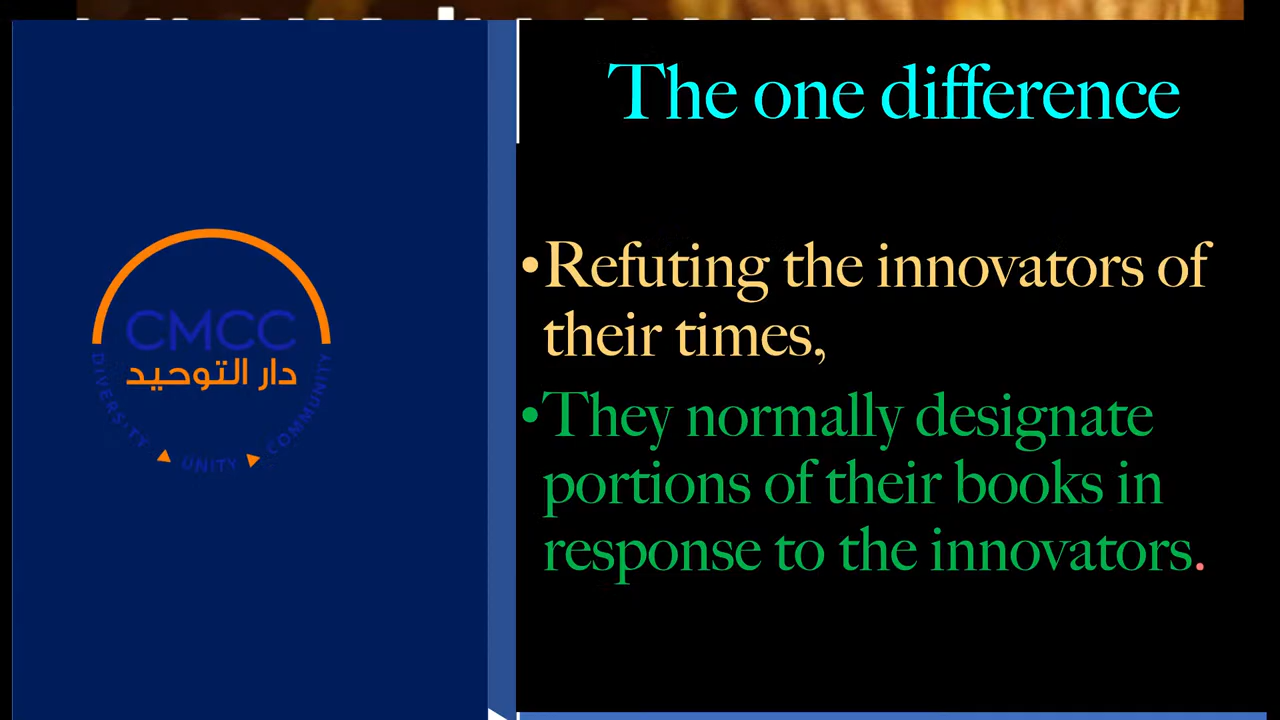 The one difference
•Refuting the innovators of
their times,
•They normally designate
portions of their books in
response to the innovators.
CMCC
دار التوحيد
DIVERSITY UNITY COMMUNITY